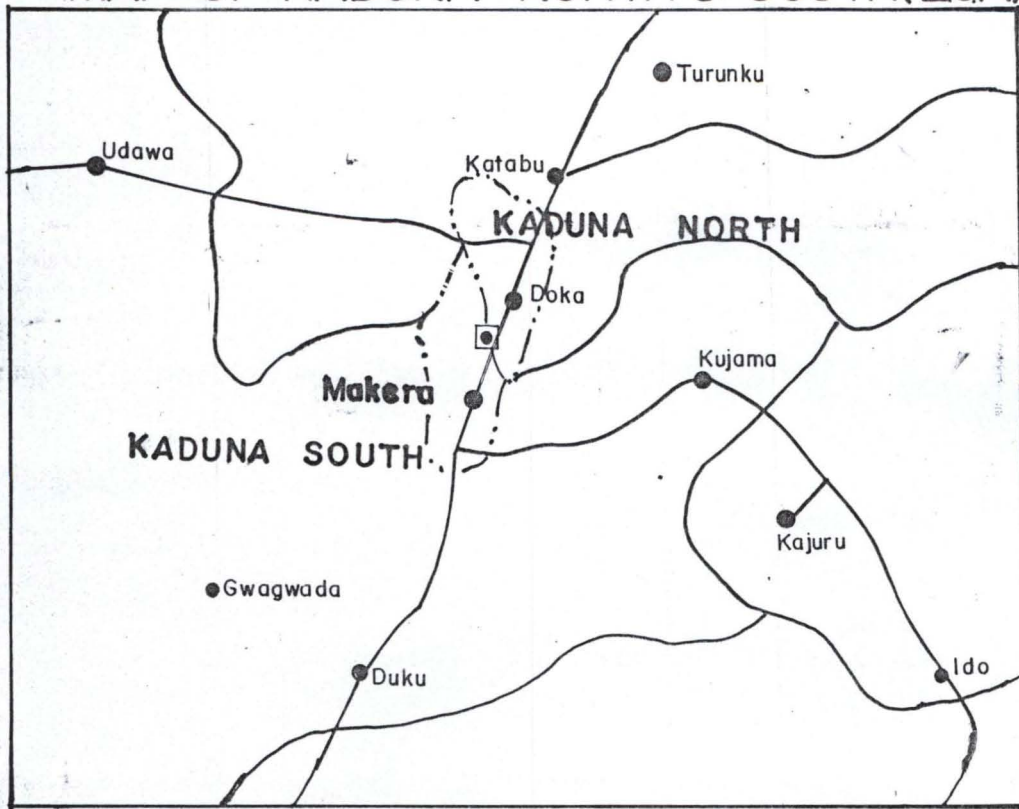 Turunku
Udawa
Katabu
KADUNA NORTH
Doka
Kujama
Makera
KADUNA SOUTH
Kajuru
Gwagwada
Duku
Ido